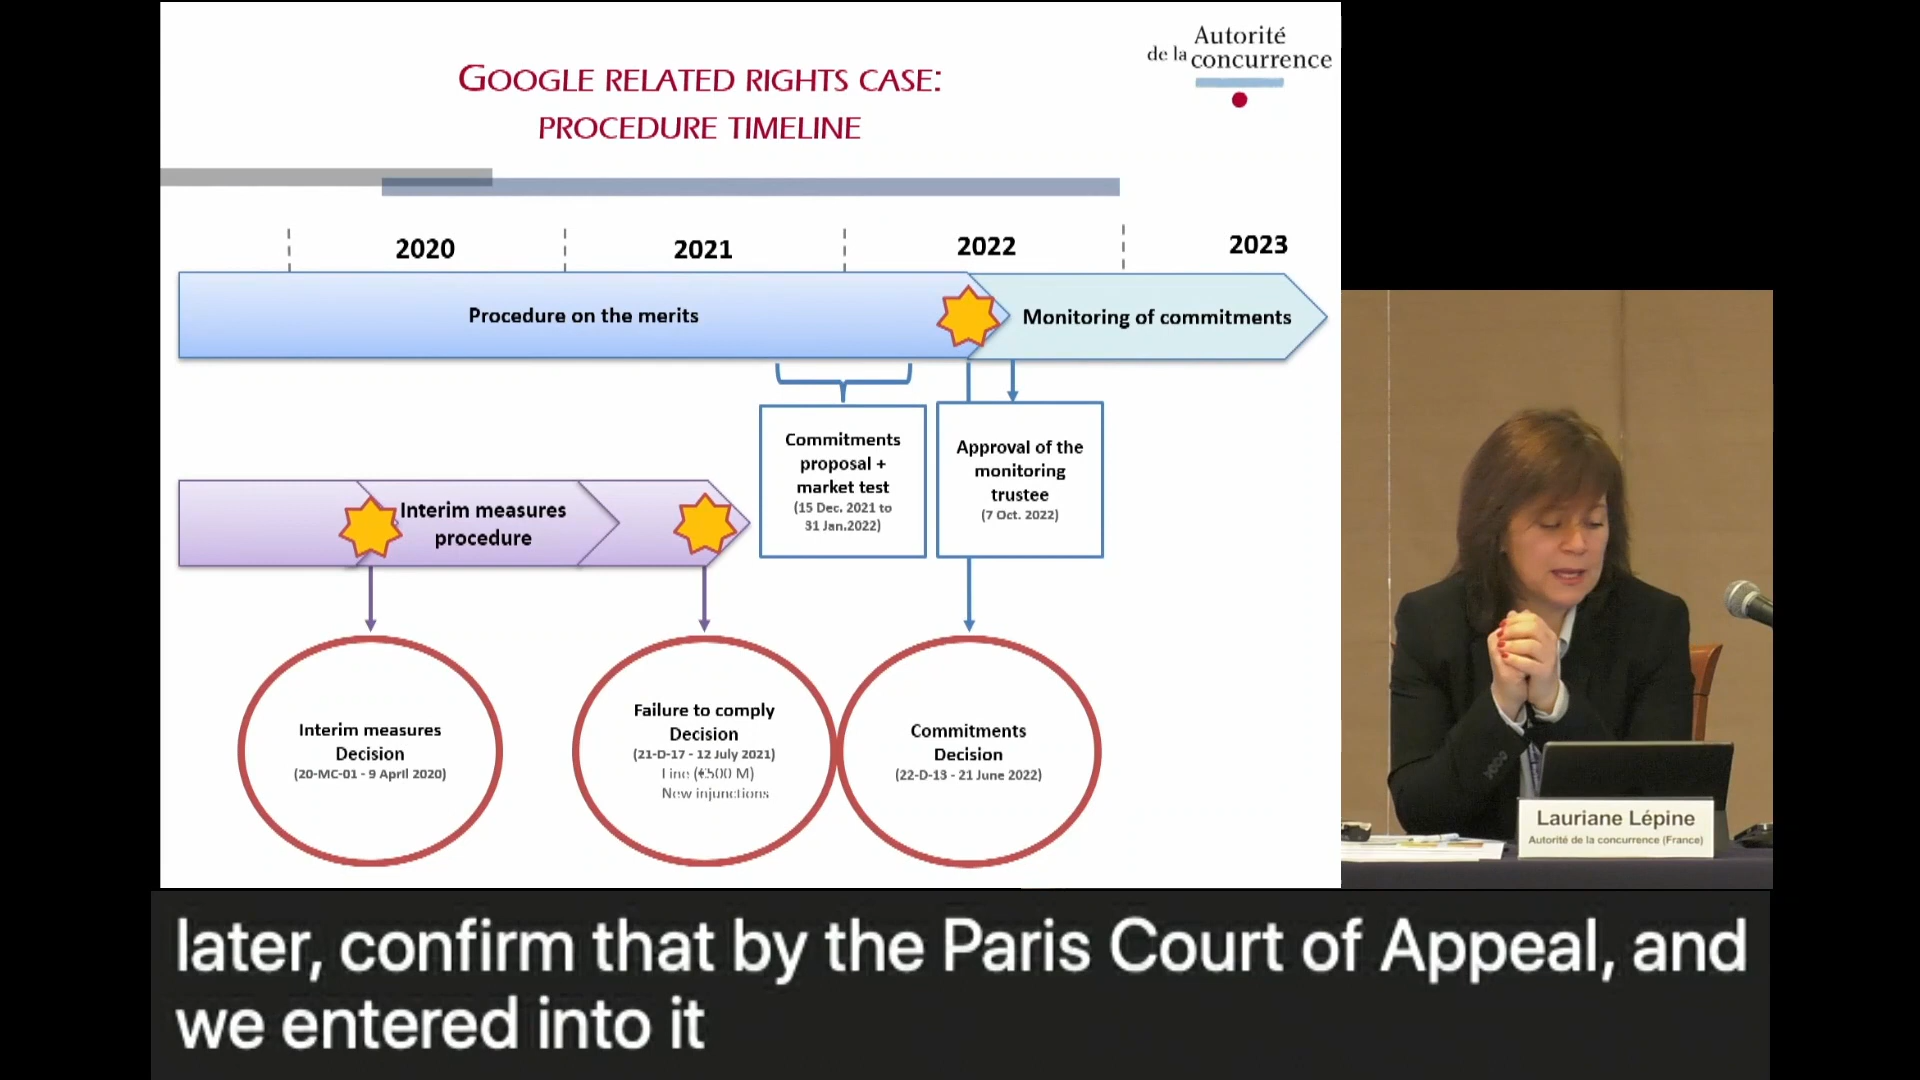 Autorité
de la concurrence
GOOGLE RELATED RIGHTS CASE:
PROCEDURE TIMELINE
2020
2021
2022
2023
Procedure on the merits
Monitoring of commitments
Commitments
proposal +
market test
(15 Dec. 2021 to
31 Jan.2022)
Approval of the
monitoring
trustee
(7 Oct. 2022)
Interim measures
procedure
Interim measures
Decision
(20-MC-01 - 9 April 2020)
Failure to comply
Decision
(21-D-17 - 12 July 2021)
Fine (€500 M)
New injunctions
Commitments
Decision
(22-D-13 - 21 June 2022)
Lauriane Lépine
Autorité de la concurrence (France)
later, confirm that by the Paris Court of Appeal, and
we entered into it